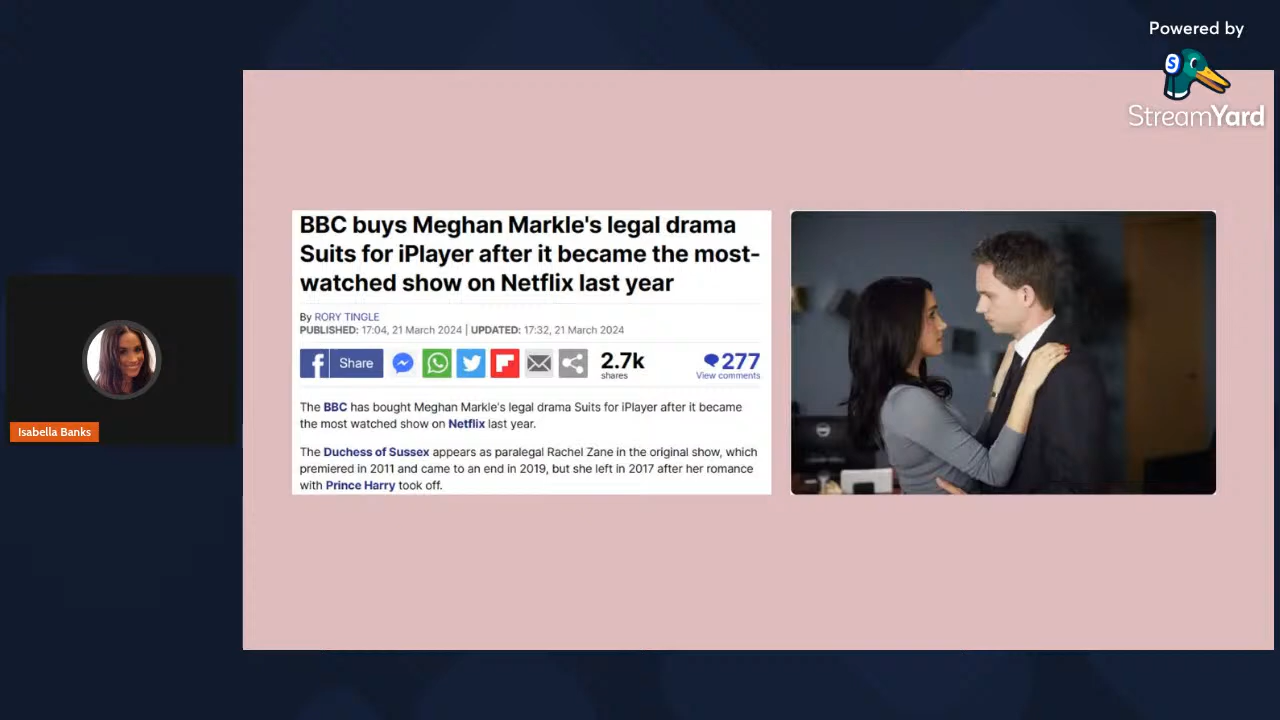 Powered by
StreamYard
BBC buys Meghan Markle's legal drama
Suits for iPlayer after it became the most-
watched show on Netflix last year
By RORY TINGLE
PUBLISHED: 17:04, 21 March 2024 | UPDATED: 17:32, 21 March 2024
Share
2.7k
shares
277
View comments
The BBC has bought Meghan Markle's legal drama Suits for iPlayer after it became
the most watched show on Netflix last year.
The Duchess of Sussex appears as paralegal Rachel Zane in the original show, which
premiered in 2011 and came to an end in 2019, but she left in 2017 after her romance
with Prince Harry took off.
Isabella Banks